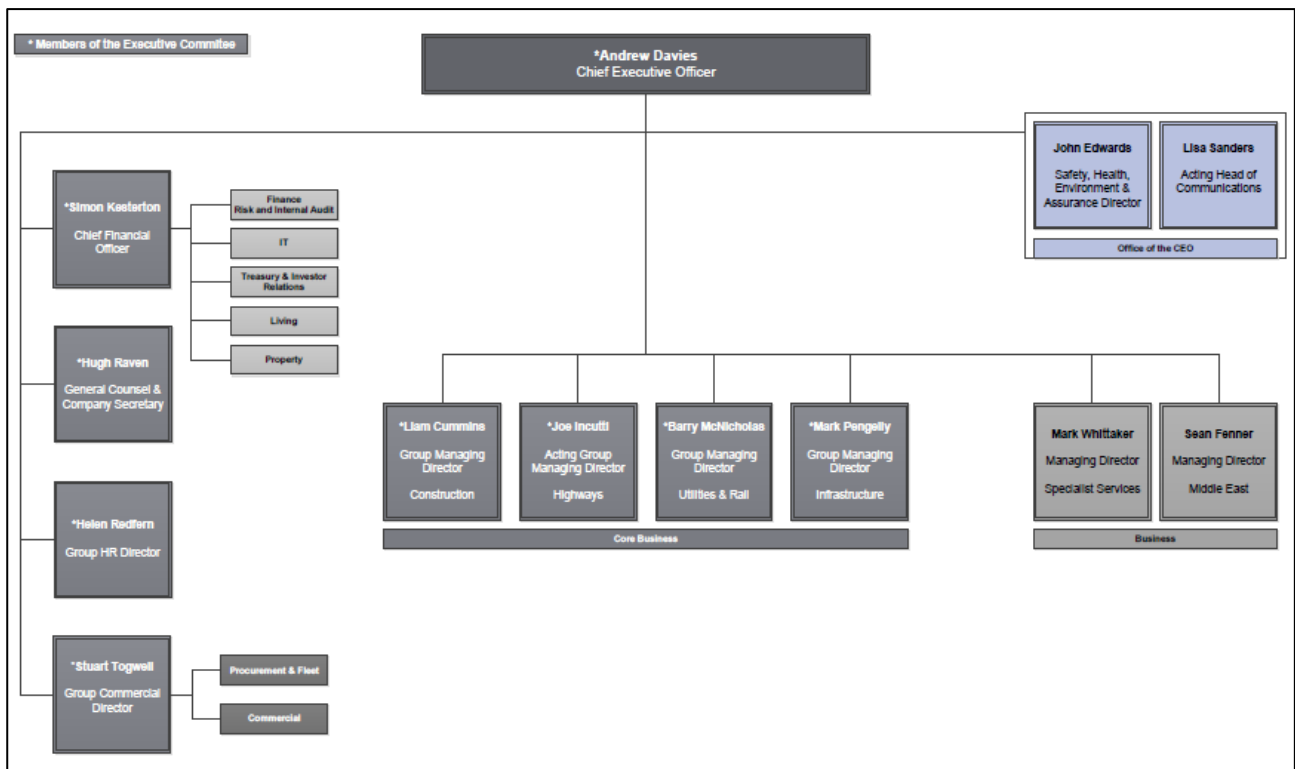 * Members of the Executive Commitee
*Andrew Davies
Chief Executive Officer
John Edwards
Safety, Health,
Environment &
Assurance Director
Lisa Sanders
Acting Head of
Communications
Office of the CEO
*Simon Kesterton
Chief Financial
Officer
Finance
Risk and Internal Audit
IT
Treasury & Investor
Relations
Living
Property
*Hugh Raven
General Counsel &
Company Secretary
*Helen Redfern
Group HR Director
*Stuart Togwell
Group Commercial
Director
Procurement & Fleet
Commercial
*Liam Cummins
Group Managing
Director
Construction
*Joe Incutti
Acting Group
Managing Director
Highways
*Barry McNicholas
Group Managing
Director
Utilities & Rail
*Mark Pengelly
Group Managing
Director
Infrastructure
Core Business
Mark Whittaker
Managing Director
Specialist Services
Sean Fenner
Managing Director
Middle East
Business